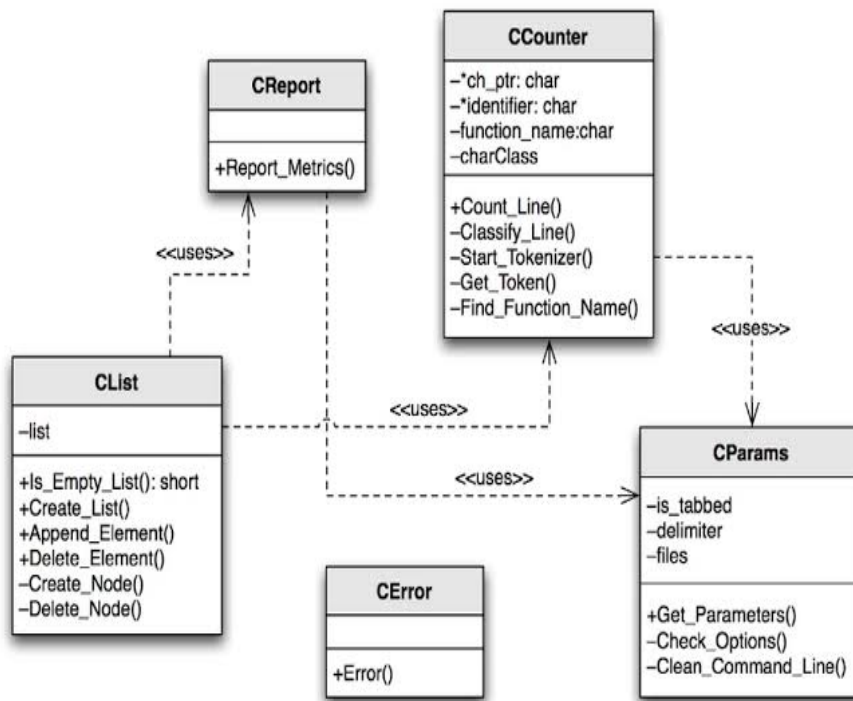 CCounter
–*ch_ptr: char
–*identifier: char
–function_name:char
–charClass
+Count_Line()
–Classify_Line()
–Start_Tokenizer()
–Get_Token()
–Find_Function_Name()
CReport
+Report_Metrics()
<<uses>>
<<uses>>
CList
–list
+Is_Empty_List(): short
+Create_List()
+Append_Element()
+Delete_Element()
–Create_Node()
–Delete_Node()
<<uses>>
<<uses>>
CParams
–is_tabbed
–delimiter
–files
+Get_Parameters()
–Check_Options()
–Clean_Command_Line()
CError
+Error()